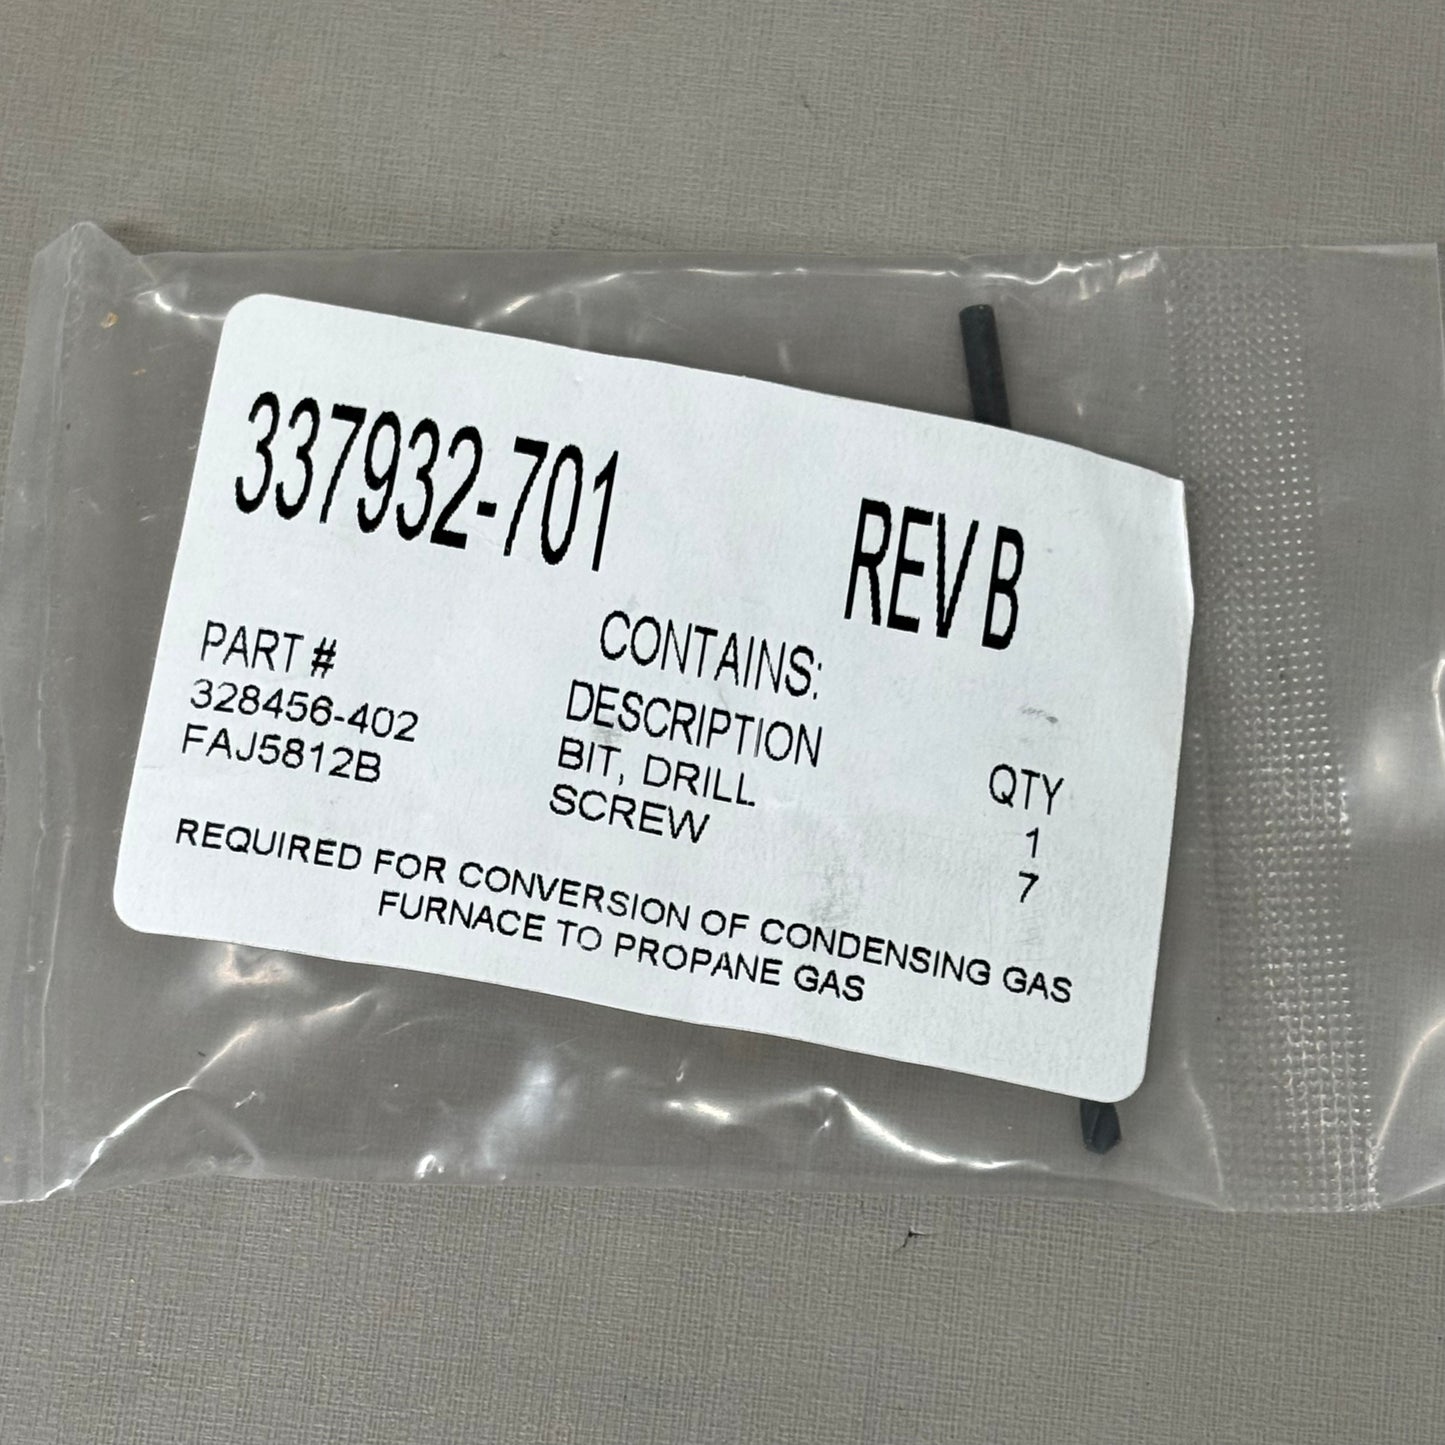 337932-701 REV B
CONTAINS:
PART # DESCRIPTION QTY
328456-402 BIT, DRILL 1
FAJ5812B SCREW 7
REQUIRED FOR CONVERSION OF CONDENSING GAS
FURNACE TO PROPANE GAS